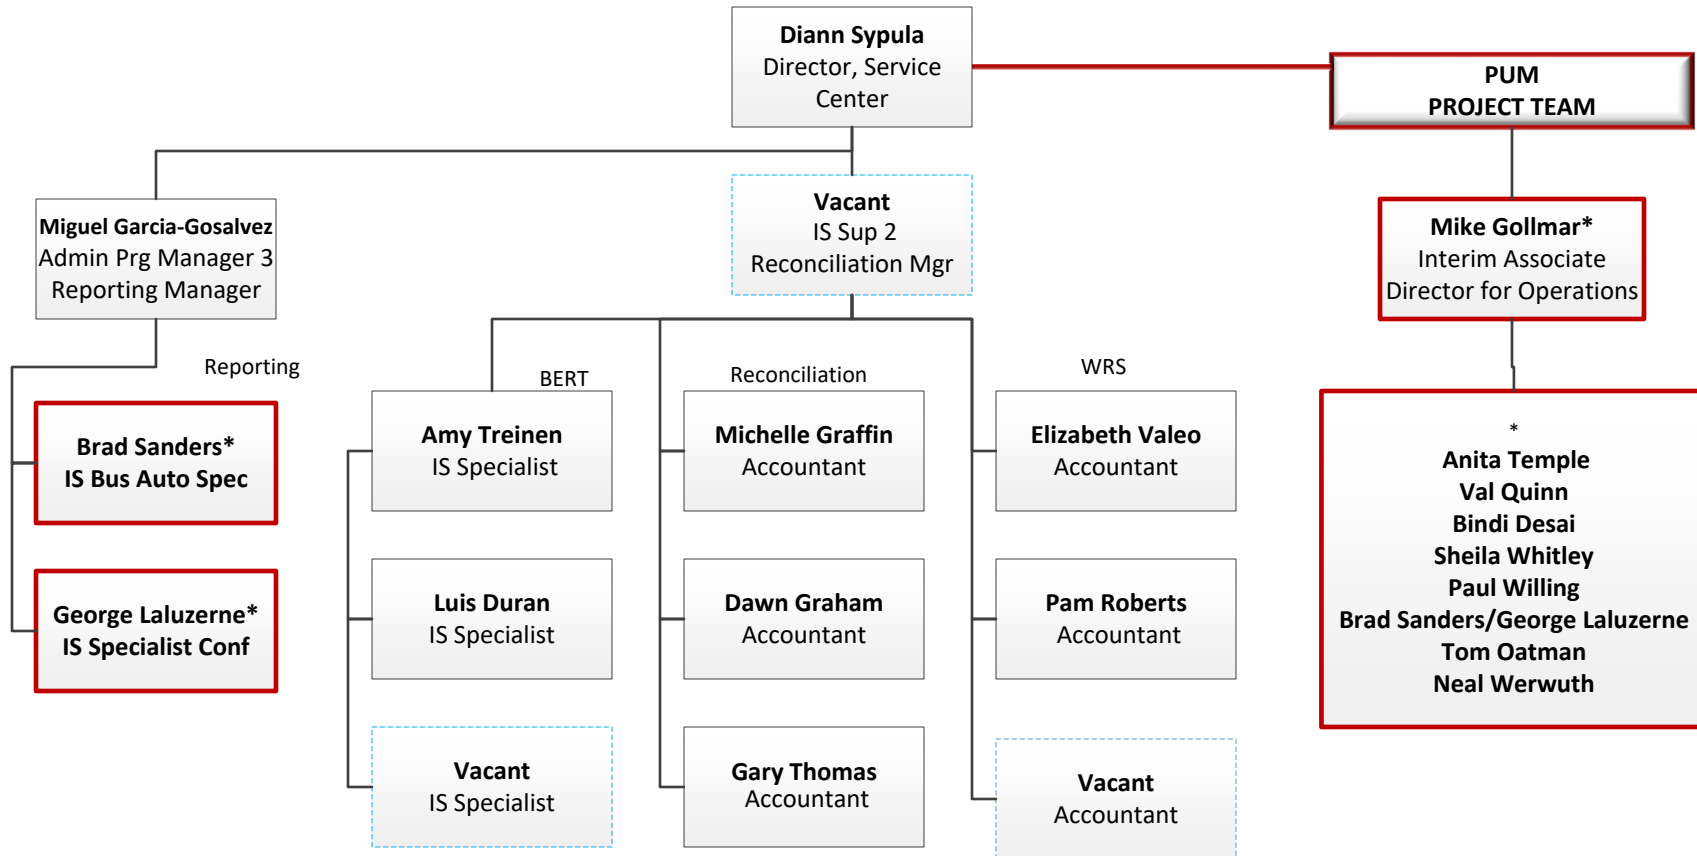 Diann Sypula
Director, Service
Center
PUM
PROJECT TEAM
Miguel Garcia-Gosalvez
Admin Prg Manager 3
Reporting Manager
Vacant
IS Sup 2
Reconciliation Mgr
Mike Gollmar*
Interim Associate
Director for Operations
Reporting
BERT
Reconciliation
WRS
Brad Sanders*
IS Bus Auto Spec
George Laluzerne*
IS Specialist Conf
Amy Treinen
IS Specialist
Luis Duran
IS Specialist
Vacant
IS Specialist
Michelle Graffin
Accountant
Dawn Graham
Accountant
Gary Thomas
Accountant
Elizabeth Valeo
Accountant
Pam Roberts
Accountant
Vacant
Accountant
*
Anita Temple
Val Quinn
Bindi Desai
Sheila Whitley
Paul Willing
Brad Sanders/George Laluzerne
Tom Oatman
Neal Werwuth